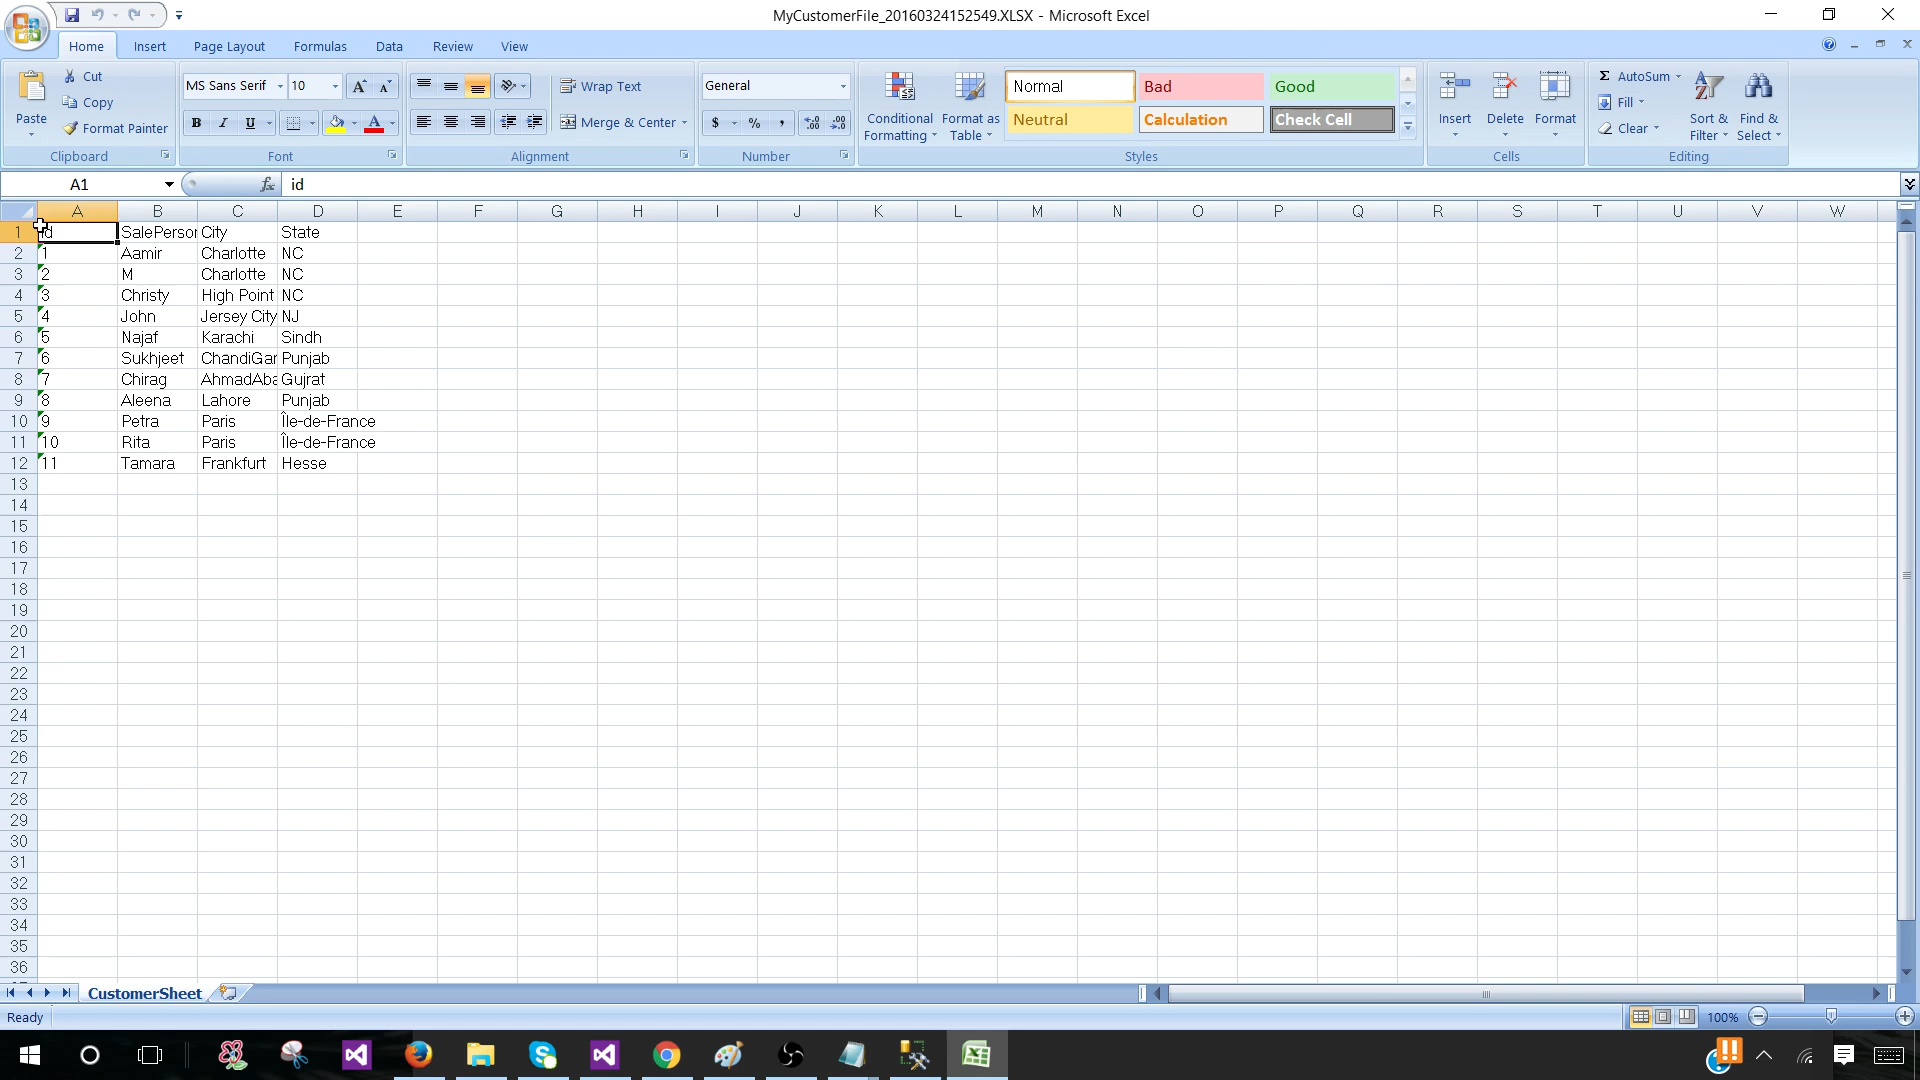 MyCustomerFile_20160324152549.XLSX - Microsoft Excel
Home Insert Page Layout Formulas Data Review View
Paste
Cut
Copy
Format Painter
Clipboard
MS Sans Serif 10
B I U
A
Font
Wrap Text
Merge & Center
Alignment
General
$ % ,
Number
Conditional Formatting
Format as Table
Normal Bad Good
Neutral Calculation Check Cell
Styles
Insert Delete Format
Cells
Σ AutoSum
Fill
Clear
Sort & Filter
Find & Select
Editing
A1 fx id
A B C D E F G H I J K L M N O P Q R S T U V W
1 id SalePerson City State
2 1 Aamir Charlotte NC
3 2 M Charlotte NC
4 3 Christy High Point NC
5 4 John Jersey City NJ
6 5 Najaf Karachi Sindh
7 6 Sukhjeet ChandiGar Punjab
8 7 Chirag AhmadAba Gujrat
9 8 Aleena Lahore Punjab
10 9 Petra Paris Île-de-France
11 10 Rita Paris Île-de-France
12 11 Tamara Frankfurt Hesse
13
14
15
16
17
18
19
20
21
22
23
24
25
26
27
28
29
30
31
32
33
34
35
36
CustomerSheet
Ready 100%